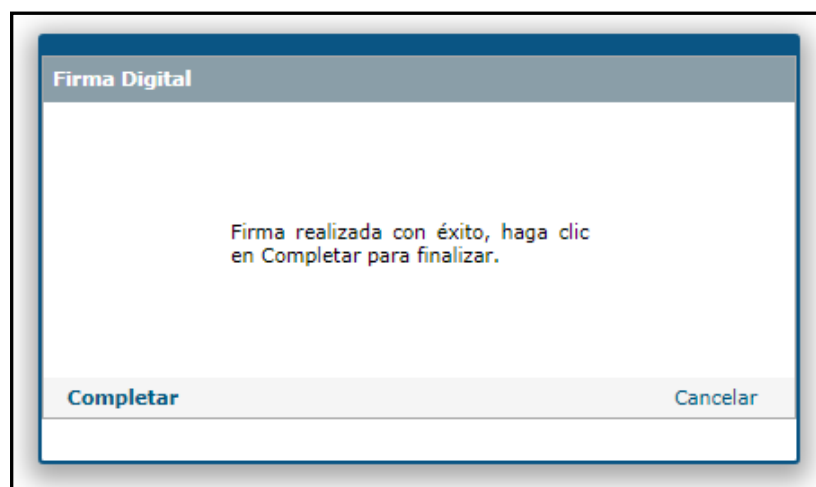 Firma Digital
Firma realizada con éxito, haga clic
en Completar para finalizar.
Completar
Cancelar